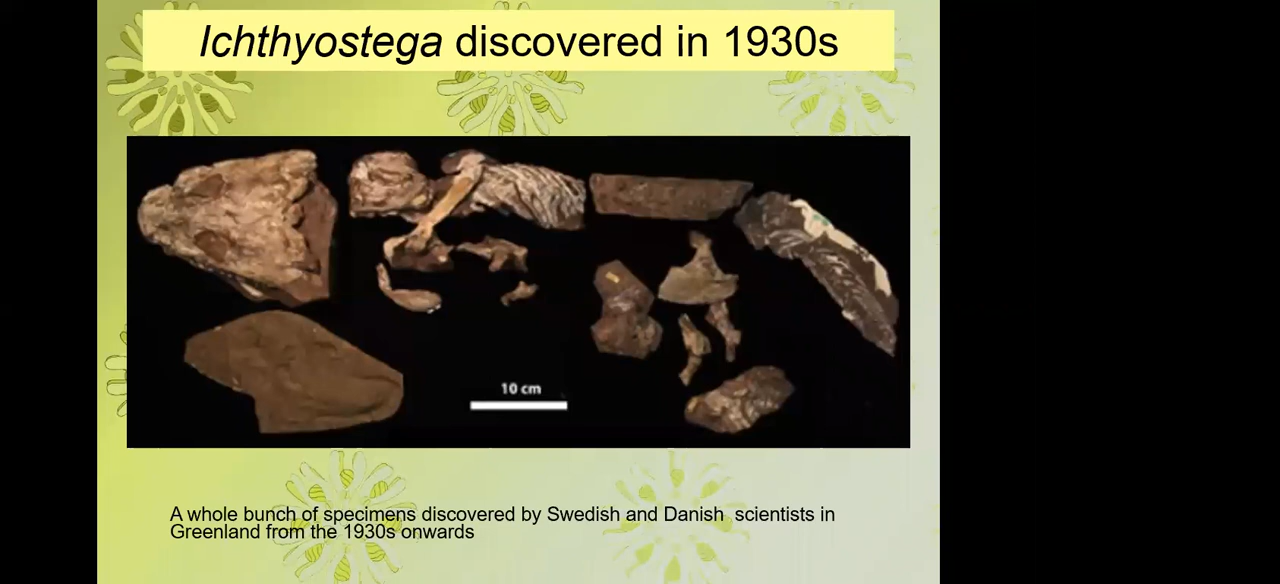 Ichthyostega discovered in 1930s
10 cm
A whole bunch of specimens discovered by Swedish and Danish  scientists in
Greenland from the 1930s onwards